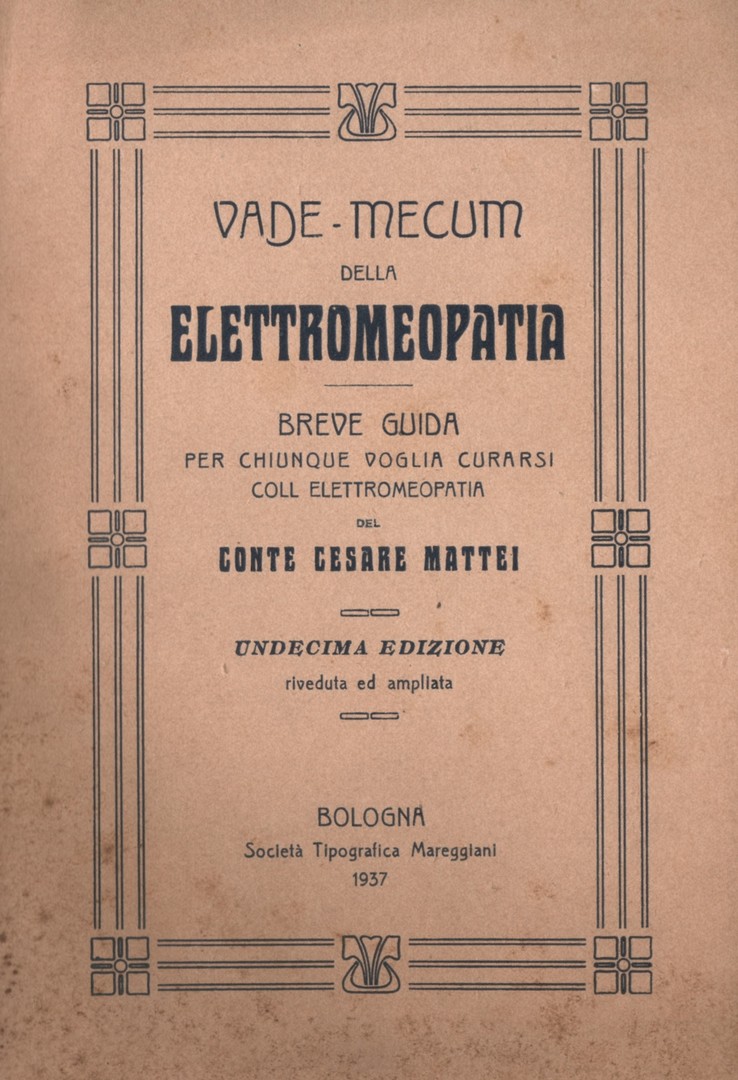 VADE-MECUM
DELLA
ELETTROMEOPATIA
BREVE GUIDA
PER CHIUNQUE VOGLIA CURARSI
COLL ELETTROMEOPATIA
DEL
CONTE CESARE MATTEI
UNDECIMA EDIZIONE
riveduta ed ampliata
BOLOGNA
Società Tipografica Mareggiani
1937